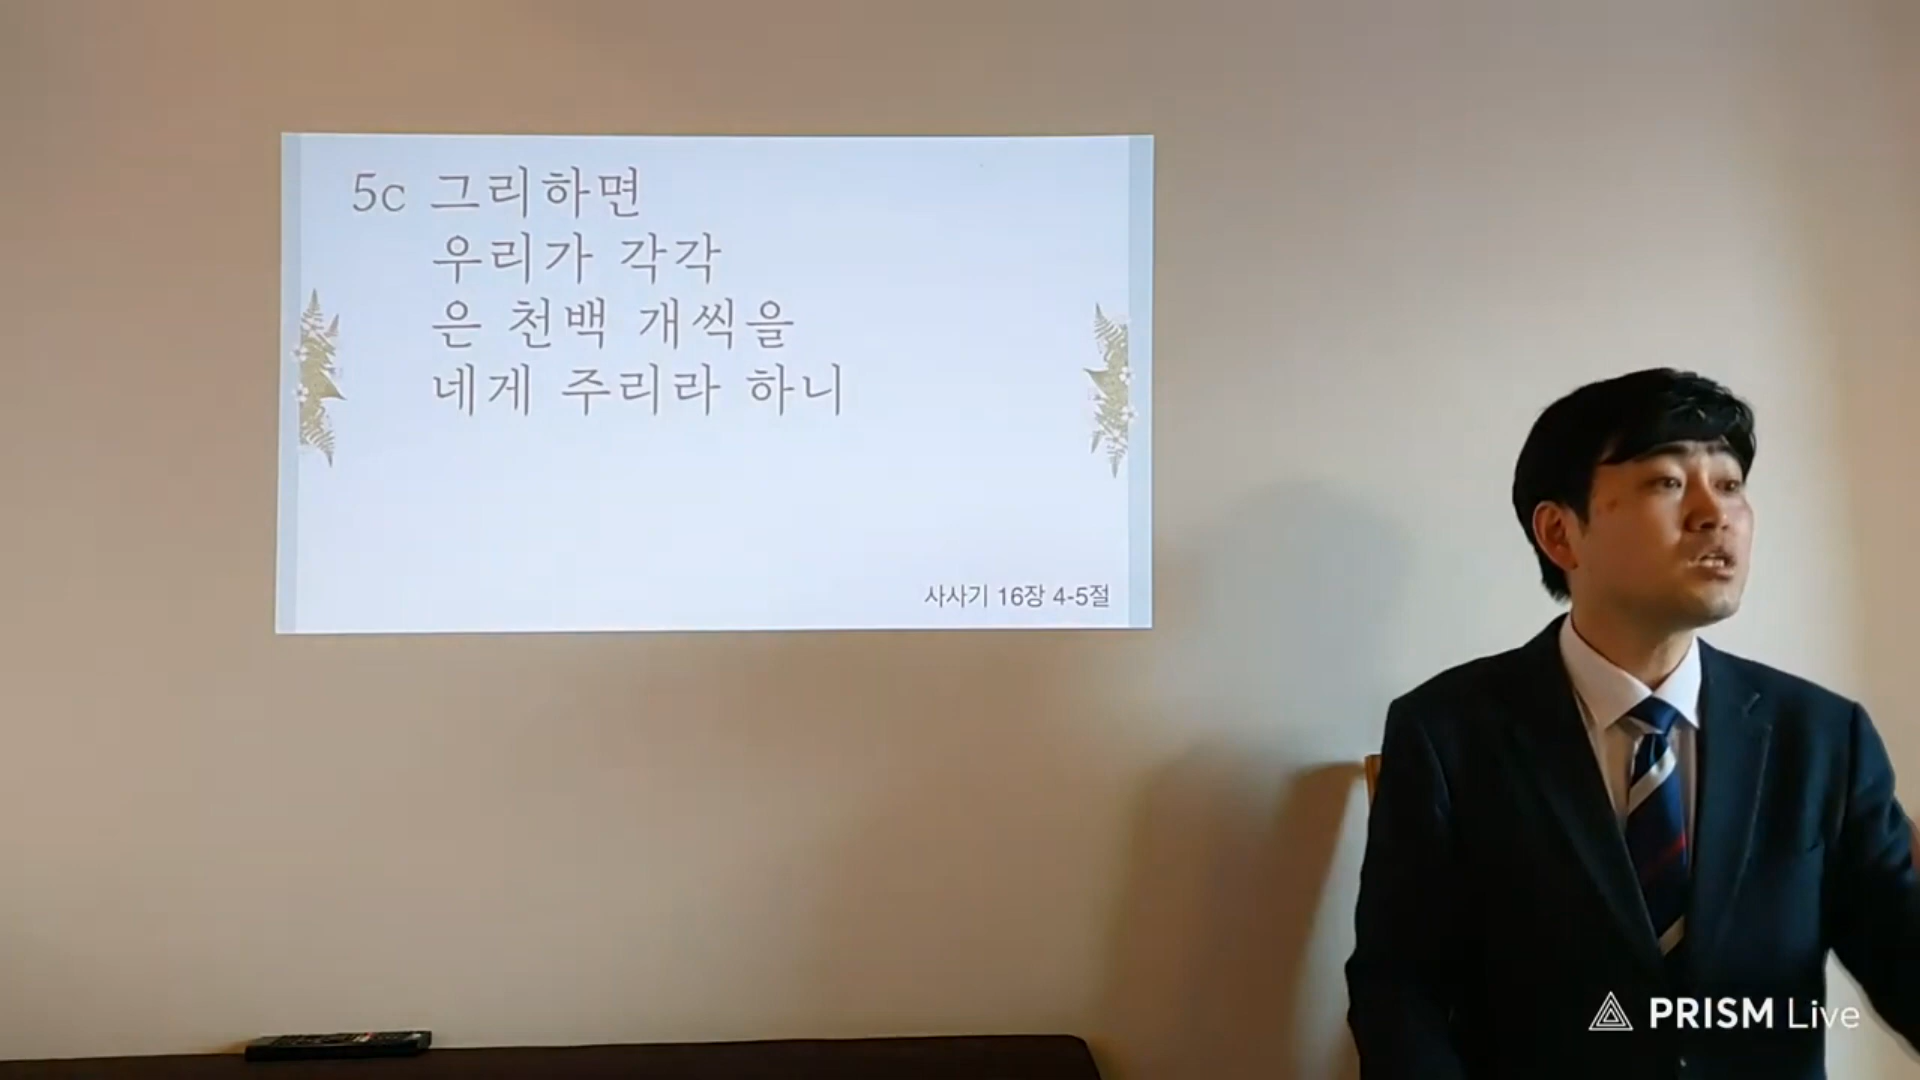 5c 그리하면
우리가 각각
은 천백 개씩을
네게 주리라 하니
사사기 16장 4-5절
PRISM Live